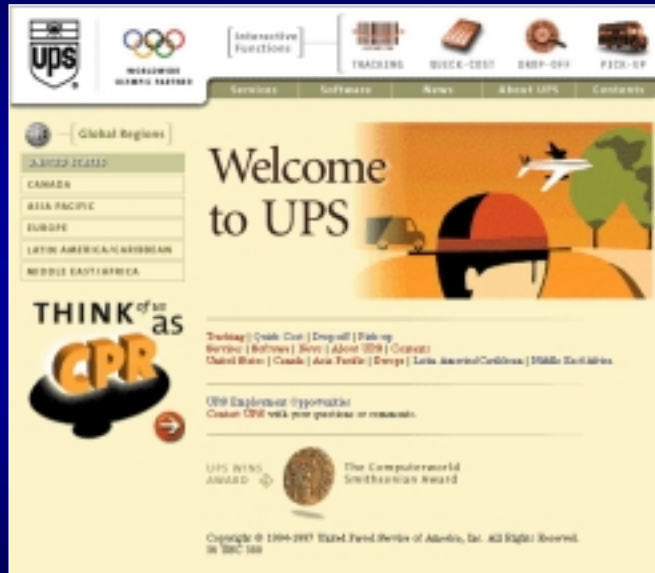 ups
WORLDWIDE
OLYMPIC PARTNER
Interactive
Functions
TRACKING QUICK-COST DROP-OFF PICK-UP
Services Software News About UPS Contents
Global Regions
UNITED STATES
CANADA
ASIA PACIFIC
EUROPE
LATIN AMERICA/CARIBBEAN
MIDDLE EAST/AFRICA
Welcome
to UPS
THINK of us
as
CPR
Tracking | Quick Cost | Drop-off | Pick-up
Services | Software | News | About UPS | Contents
United States | Canada | Asia Pacific | Europe | Latin America/Caribbean | Middle East/Africa
UPS Employment Opportunities
Contact UPS with your questions or comments.
UPS WINS
AWARD
The Computerworld
Smithsonian Award
Copyright © 1994-1997 United Parcel Service of America, Inc. All Rights Reserved.